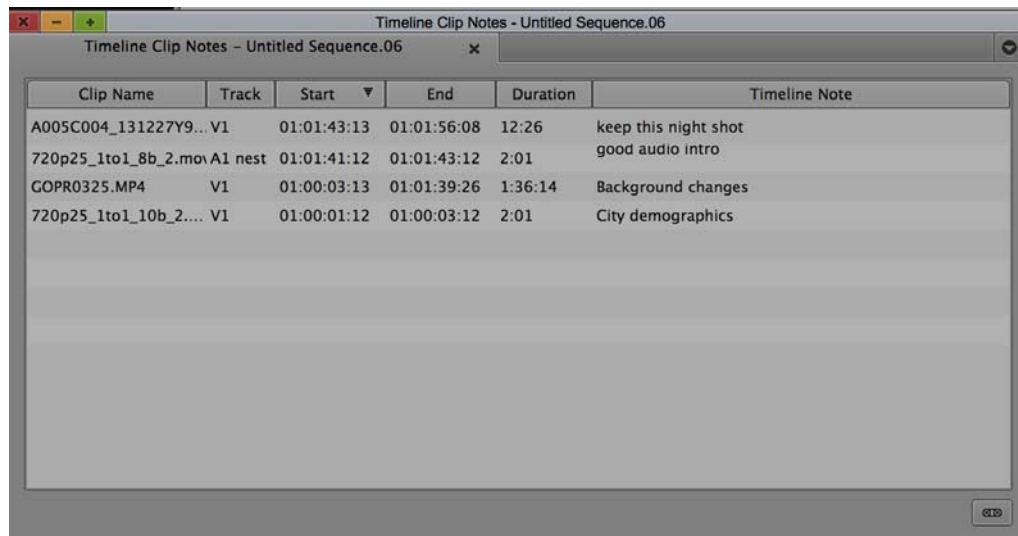 Timeline Clip Notes - Untitled Sequence.06
Timeline Clip Notes – Untitled Sequence.06
Clip Name Track Start End Duration Timeline Note
A005C004_131227Y9... V1 01:01:43:13 01:01:56:08 12:26 keep this night shot
720p25_1to1_8b_2.mov A1 nest 01:01:41:12 01:01:43:12 2:01 good audio intro
GOPR0325.MP4 V1 01:00:03:13 01:01:39:26 1:36:14 Background changes
720p25_1to1_10b_2.... V1 01:00:01:12 01:00:03:12 2:01 City demographics